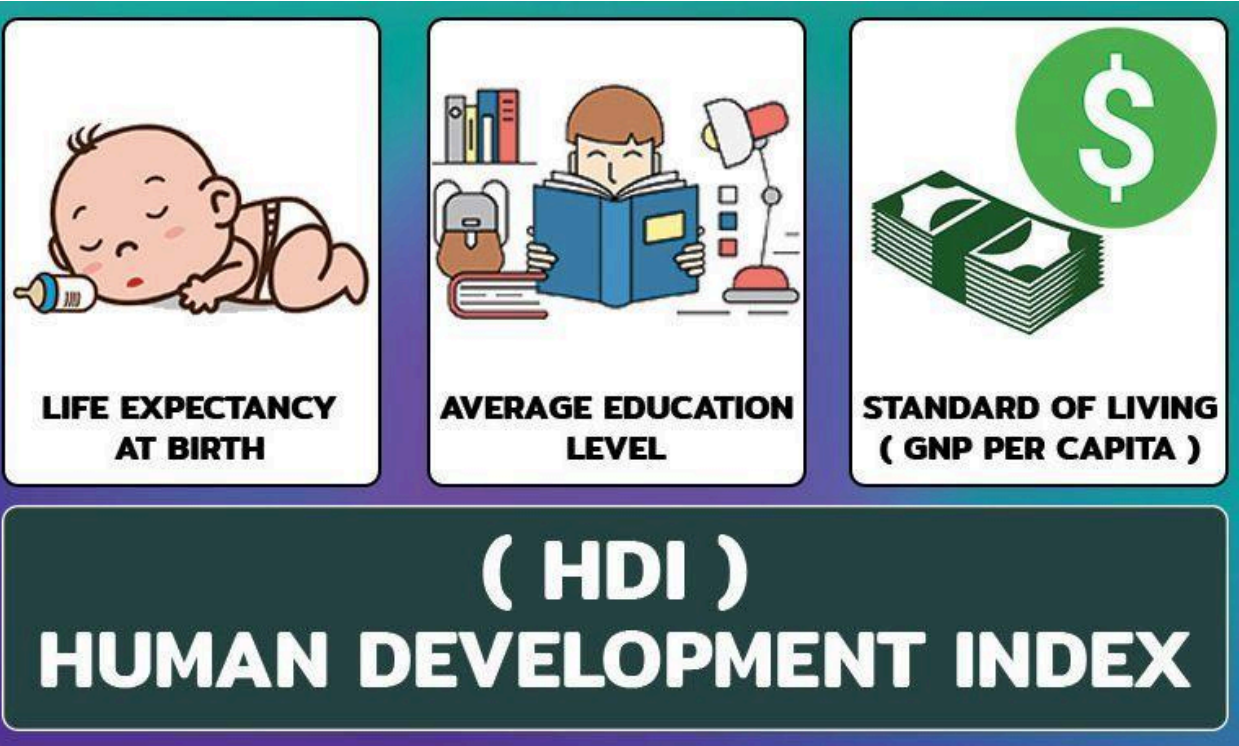 $
LIFE EXPECTANCY
AT BIRTH
AVERAGE EDUCATION
LEVEL
STANDARD OF LIVING
( GNP PER CAPITA )
( HDI )
HUMAN DEVELOPMENT INDEX